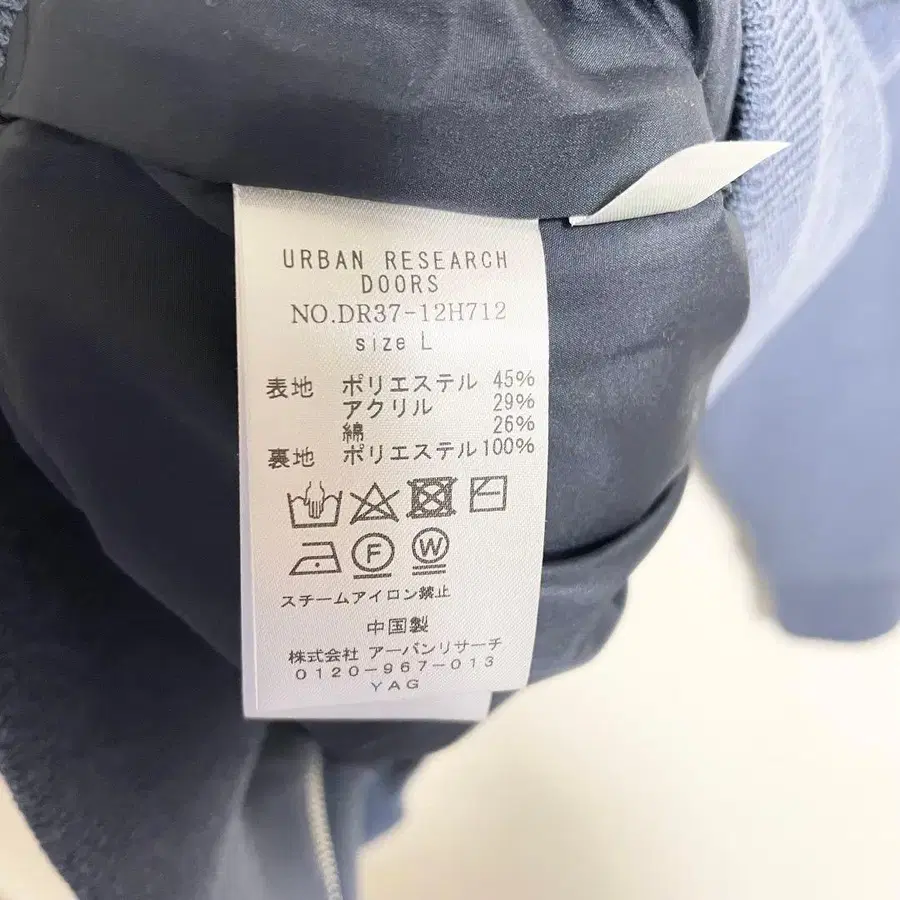 URBAN RESEARCH
DOORS
NO.DR37-12H712
size L
表地 ポリエステル 45%
アクリル 29%
綿 26%
裏地 ポリエステル 100%
F W
スチームアイロン禁止
中国製
株式会社 アーバンリサーチ
0120-967-013
YAG